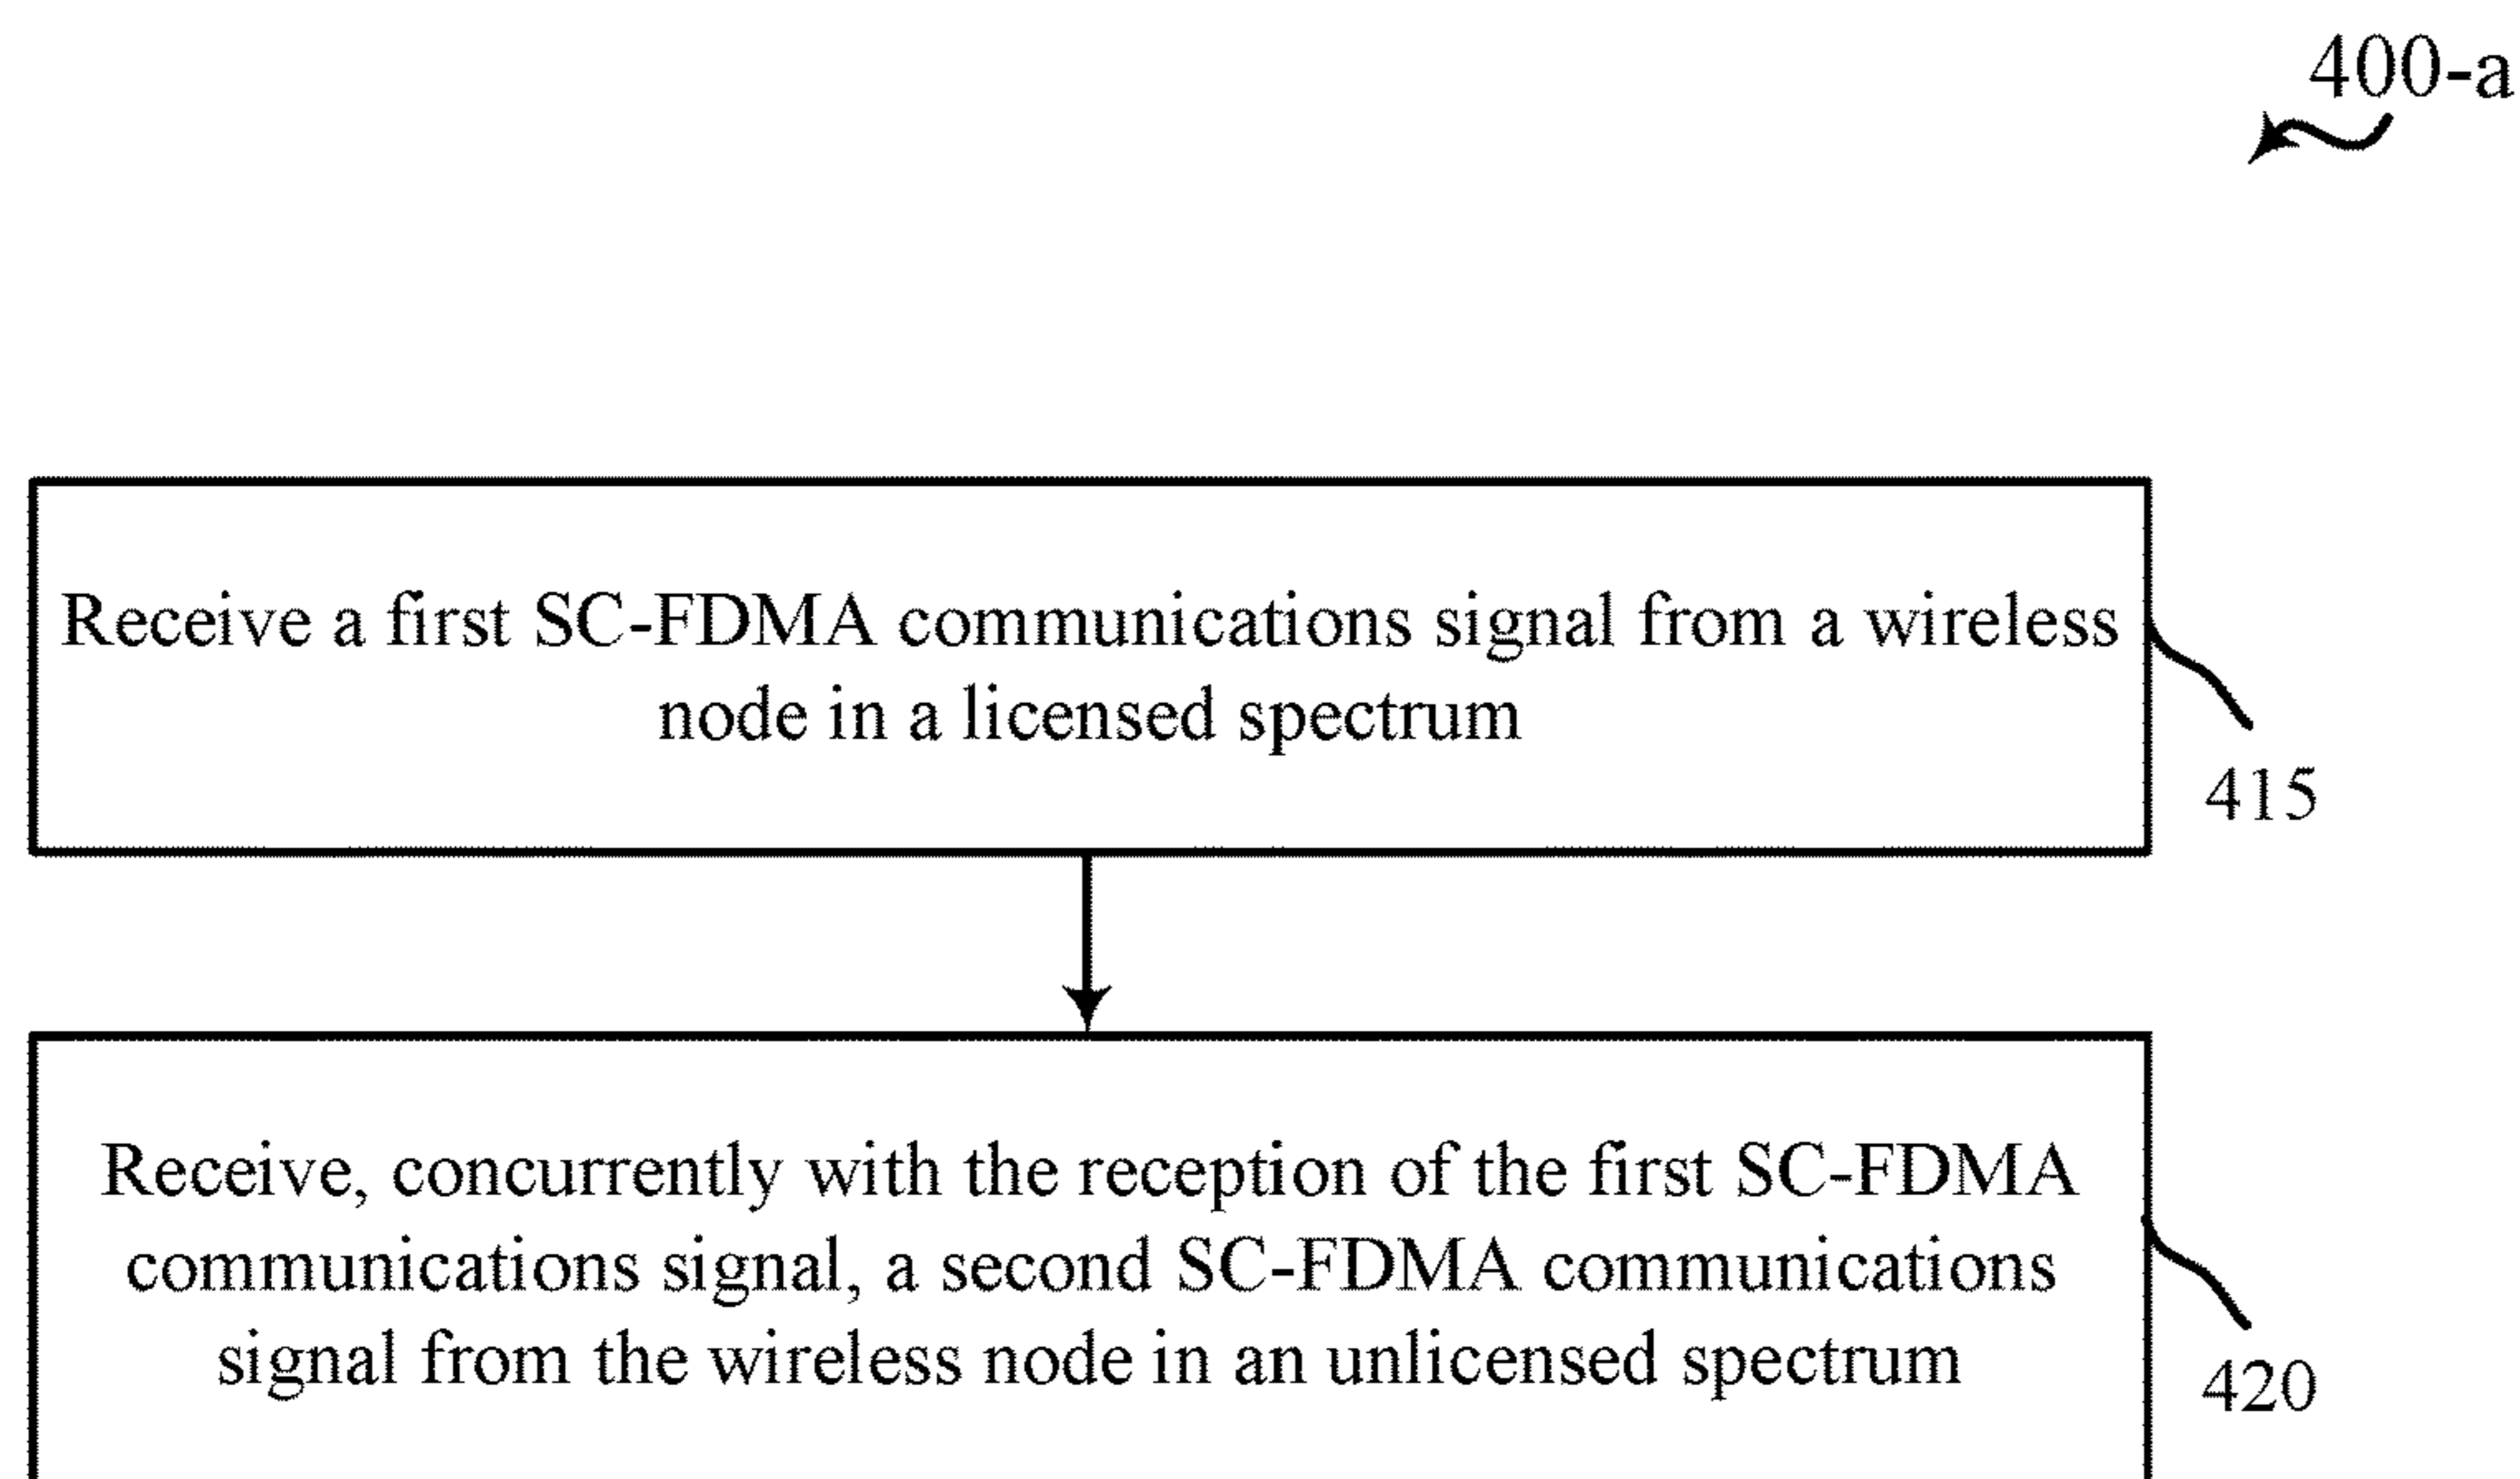 400-a
Receive a first SC-FDMA communications signal from a wireless
node in a licensed spectrum
415
Receive, concurrently with the reception of the first SC-FDMA
communications signal, a second SC-FDMA communications
signal from the wireless node in an unlicensed spectrum
420